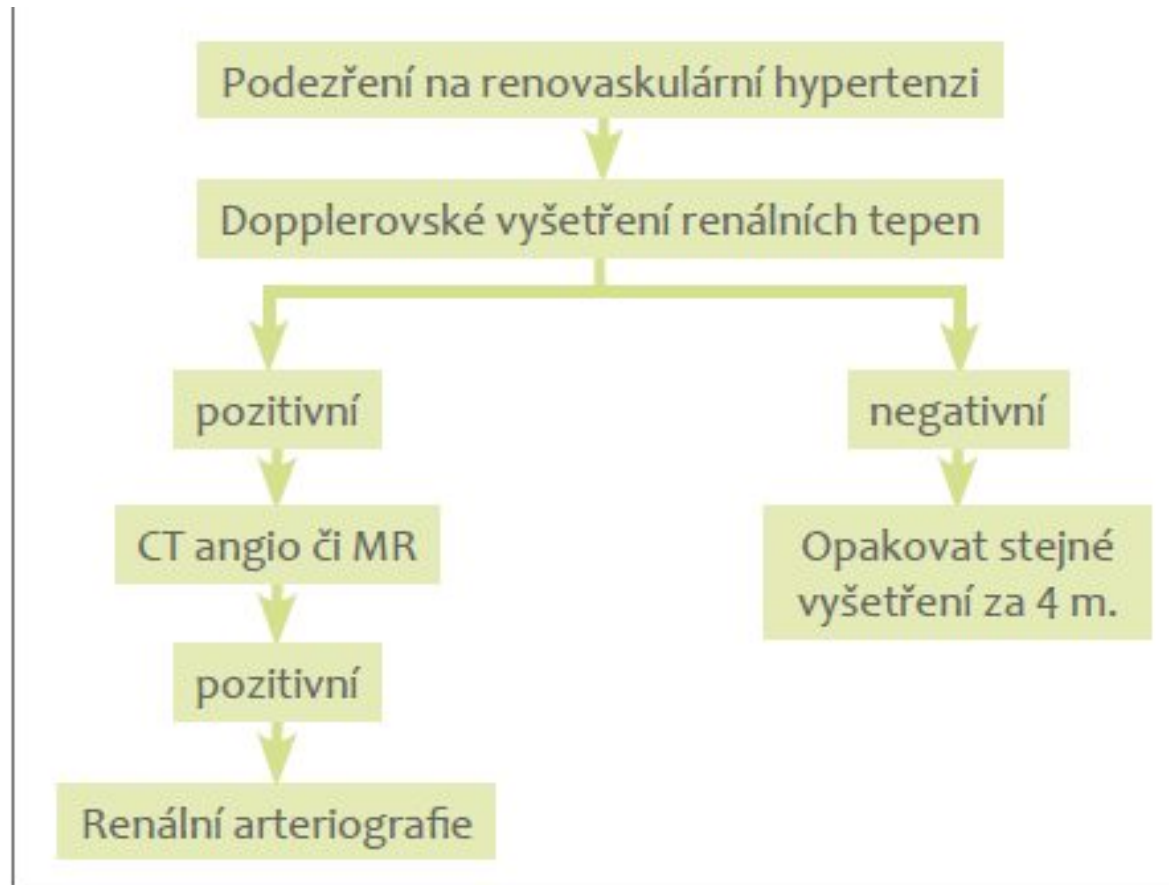 Podezření na renovaskulární hypertenzi
Dopplerovské vyšetření renálních tepen
pozitivní
negativní
CT angio či MR
Opakovat stejné
vyšetření za 4 m.
pozitivní
Renální arteriografie